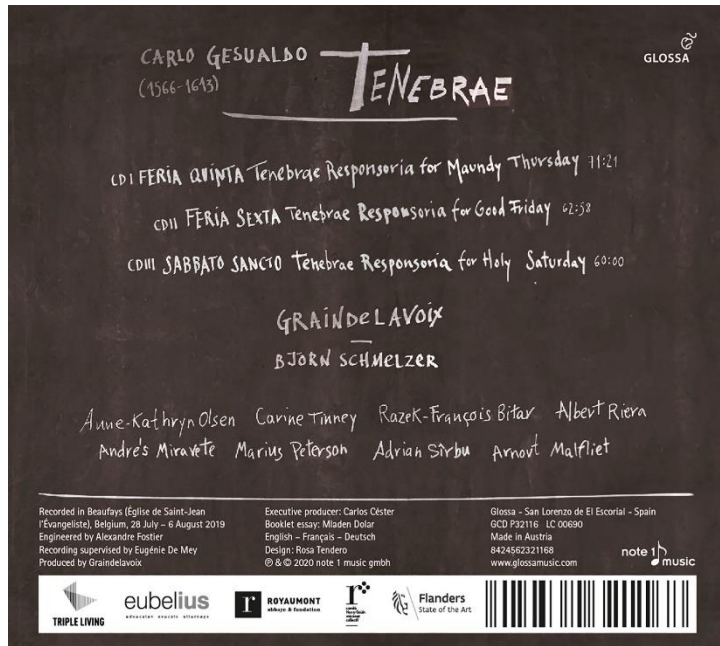 CARLO GESUALDO
(1566-1613)
TENEBRAE
GLOSSA
CDI FERIA QUINTA Tenebrae Responsoria for Maundy Thursday 71:21
CDII FERIA SEXTA Tenebrae Responsoria for Good Friday 62:58
CDIII SABBATO SANCTO Tenebrae Responsoria for Holy Saturday 60:00
GRAINDELAVOIX
BJÖRN SCHMELZER
Anne-Kathryn Olsen Carine Tinney Razek-François Bitar Albert Riera
Andrés Miravete Marius Peterson Adrian Sîrbu Arnout Malfliet
Recorded in Beaufays (Église de Saint-Jean
l'Évangeliste), Belgium, 28 July – 6 August 2019
Engineered by Alexandre Fostier
Recording supervised by Eugénie De Mey
Produced by Graindelavoix
Executive producer: Carlos Céster
Booklet essay: Mladen Dolar
English – Français – Deutsch
Design: Rosa Tendero
℗ & © 2020 note 1 music gmbh
Glossa - San Lorenzo de El Escorial - Spain
GCD P32116 LC 00690
Made in Austria
8424562321168
www.glossamusic.com
note 1 music
TRIPLE LIVING
eubelius
advocaten avocats attorneys
r
ROYAUMONT
abbaye & fondation
r
Flanders
State of the Art